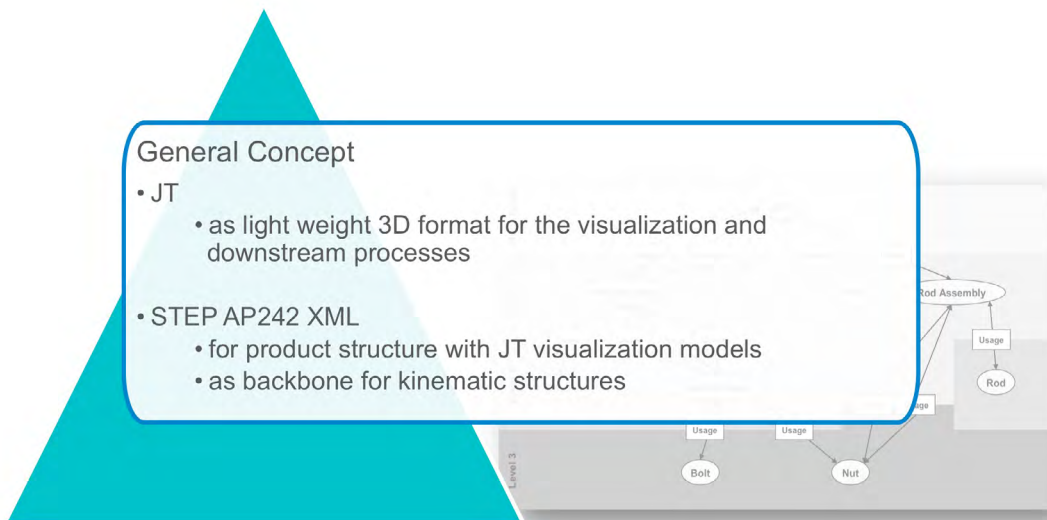 General Concept
• JT
• as light weight 3D format for the visualization and
downstream processes
• STEP AP242 XML
• for product structure with JT visualization models
• as backbone for kinematic structures
Rod Assembly
Usage
Rod
Usage
Usage
Bolt
Nut
Level 3